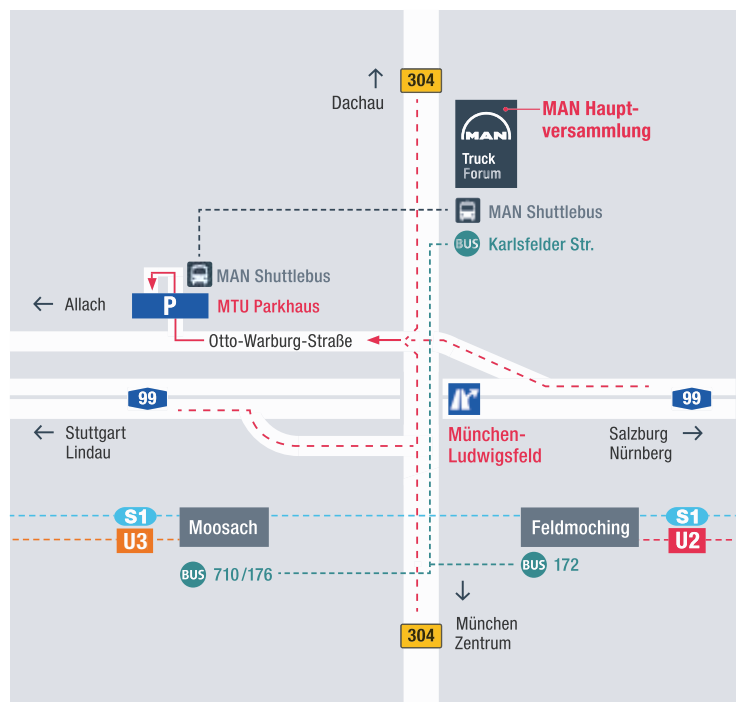 304
Dachau
MAN Haupt-
versammlung
MAN
Truck
Forum
MAN Shuttlebus
BUS Karlsfelder Str.
MAN Shuttlebus
Allach
P
MTU Parkhaus
Otto-Warburg-Straße
99
99
Stuttgart
Lindau
München-
Ludwigsfeld
Salzburg
Nürnberg
S1
U3
Moosach
Feldmoching
S1
U2
BUS 710/176
BUS 172
304
München
Zentrum